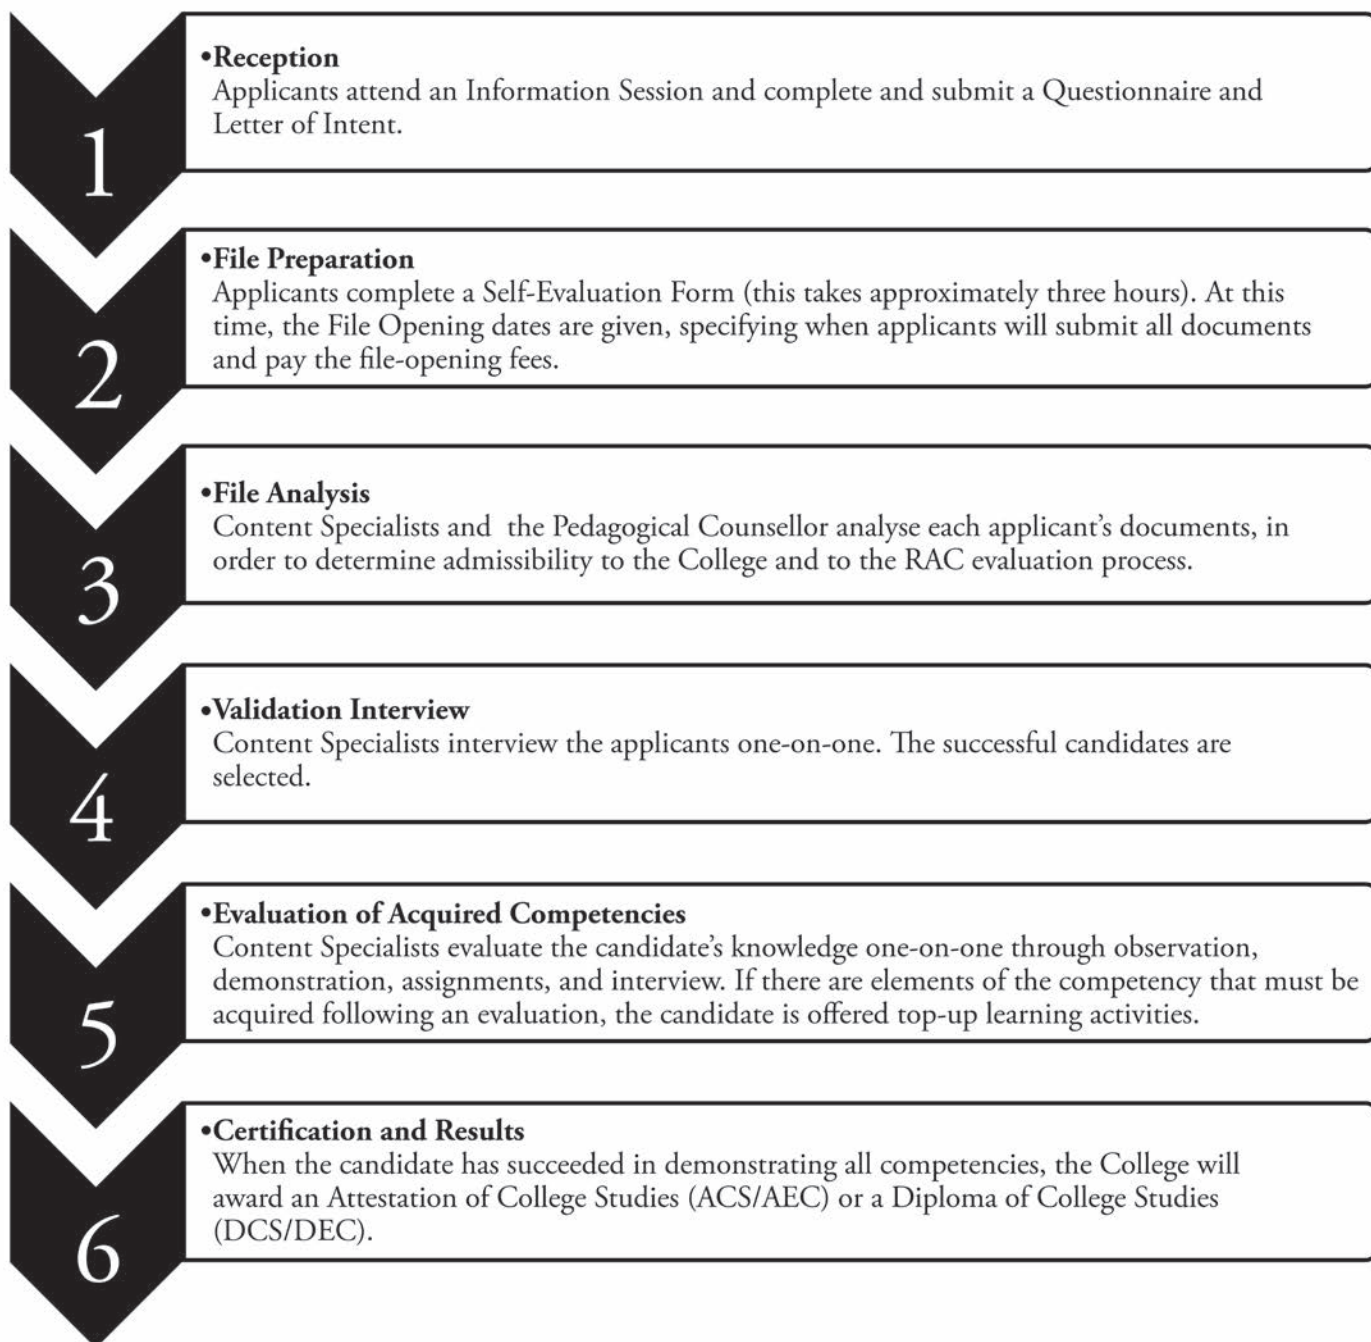 1
•Reception
Applicants attend an Information Session and complete and submit a Questionnaire and
Letter of Intent.
2
•File Preparation
Applicants complete a Self-Evaluation Form (this takes approximately three hours). At this
time, the File Opening dates are given, specifying when applicants will submit all documents
and pay the file-opening fees.
3
•File Analysis
Content Specialists and  the Pedagogical Counsellor analyse each applicant's documents, in
order to determine admissibility to the College and to the RAC evaluation process.
4
•Validation Interview
Content Specialists interview the applicants one-on-one. The successful candidates are
selected.
5
•Evaluation of Acquired Competencies
Content Specialists evaluate the candidate's knowledge one-on-one through observation,
demonstration, assignments, and interview. If there are elements of the competency that must be
acquired following an evaluation, the candidate is offered top-up learning activities.
6
•Certification and Results
When the candidate has succeeded in demonstrating all competencies, the College will
award an Attestation of College Studies (ACS/AEC) or a Diploma of College Studies
(DCS/DEC).